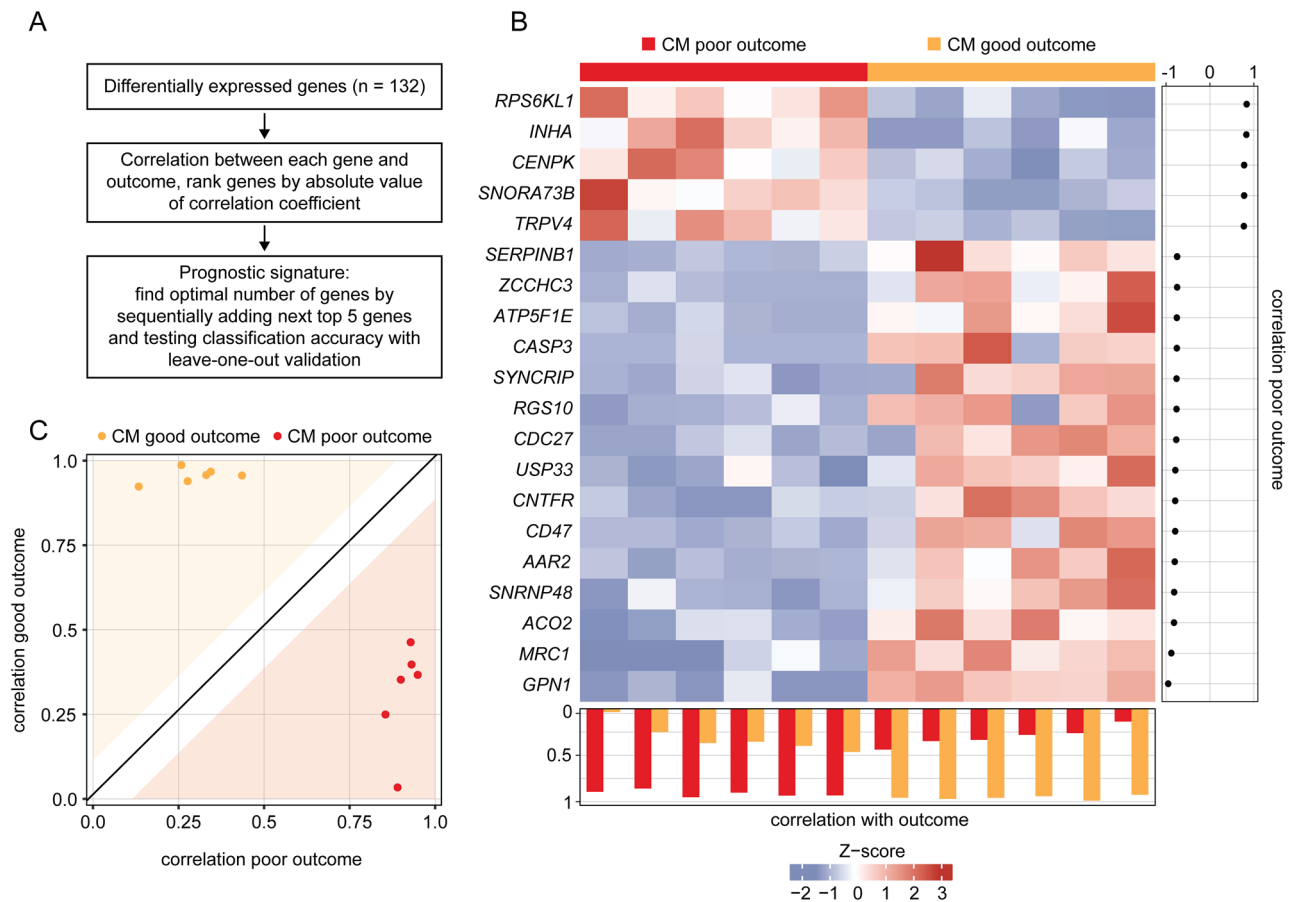 A
Differentially expressed genes (n = 132)
Correlation between each gene and
outcome, rank genes by absolute value
of correlation coefficient
Prognostic signature:
find optimal number of genes by
sequentially adding next top 5 genes
and testing classification accuracy with
leave-one-out validation
B
CM poor outcome
CM good outcome
-1 0 1
RPS6KL1
INHA
CENPK
SNORA73B
TRPV4
SERPINB1
ZCCHC3
ATP5F1E
CASP3
SYNCRIP
RGS10
CDC27
USP33
CNTFR
CD47
AAR2
SNRNP48
ACO2
MRC1
GPN1
correlation poor outcome
0
0.5
1
correlation with outcome
Z−score
−2 −1 0 1 2 3
C
CM good outcome CM poor outcome
correlation good outcome
1.0
0.75
0.5
0.25
0.0
0.0 0.25 0.5 0.75 1.0
correlation poor outcome